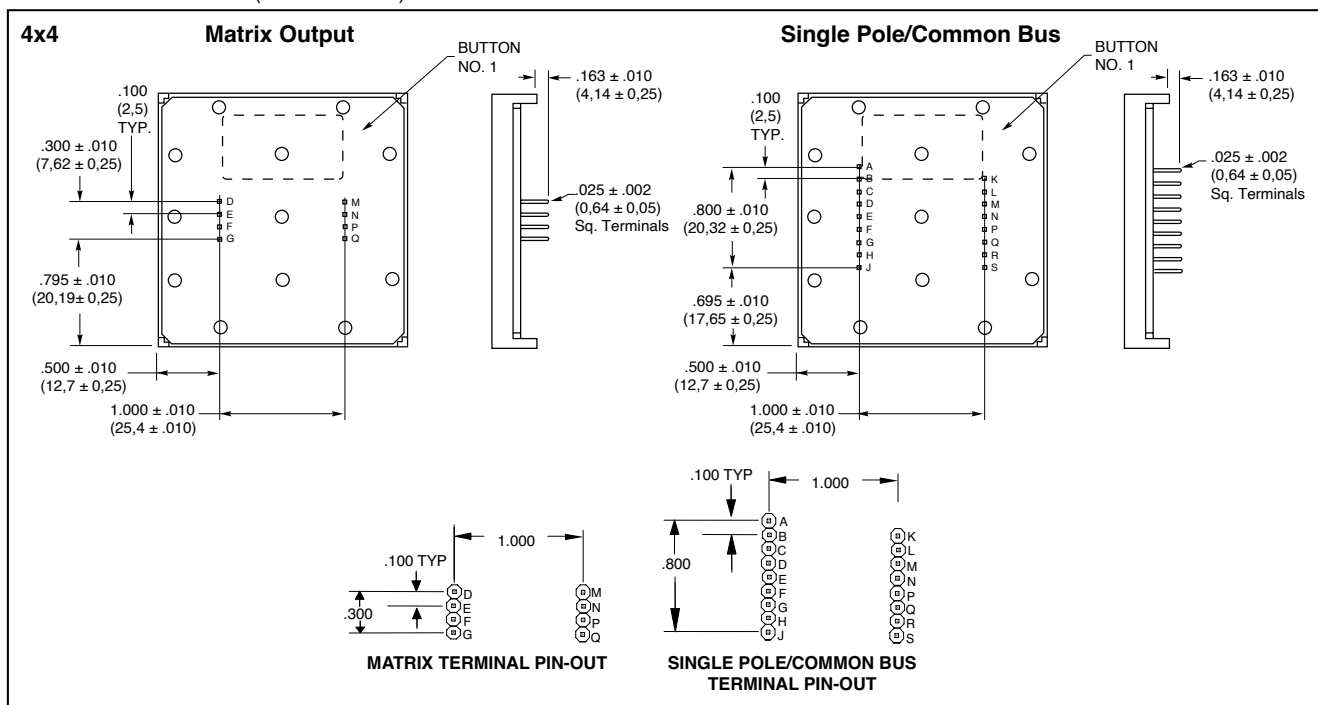 4x4
Matrix Output
BUTTON
NO. 1
.100
(2,5)
TYP.
.300 ± .010
(7,62 ± 0,25)
.795 ± .010
(20,19± 0,25)
.500 ± .010
(12,7 ± 0,25)
1.000 ± .010
(25,4 ± .010)
D
E
F
G
M
N
P
Q
.163 ± .010
(4,14 ± 0,25)
.025 ± .002
(0,64 ± 0,05)
Sq. Terminals
Single Pole/Common Bus
BUTTON
NO. 1
.100
(2,5)
TYP.
.800 ± .010
(20,32 ± 0,25)
.695 ± .010
(17,65 ± 0,25)
.500 ± .010
(12,7 ± 0,25)
1.000 ± .010
(25,4 ± .010)
A
B
C
D
E
F
G
H
J
K
L
M
N
P
Q
R
S
.163 ± .010
(4,14 ± 0,25)
.025 ± .002
(0,64 ± 0,05)
Sq. Terminals
.100 TYP
1.000
.300
D
E
F
G
M
N
P
Q
MATRIX TERMINAL PIN-OUT
.100 TYP
1.000
.800
A
B
C
D
E
F
G
H
J
K
L
M
N
P
Q
R
S
SINGLE POLE/COMMON BUS
TERMINAL PIN-OUT